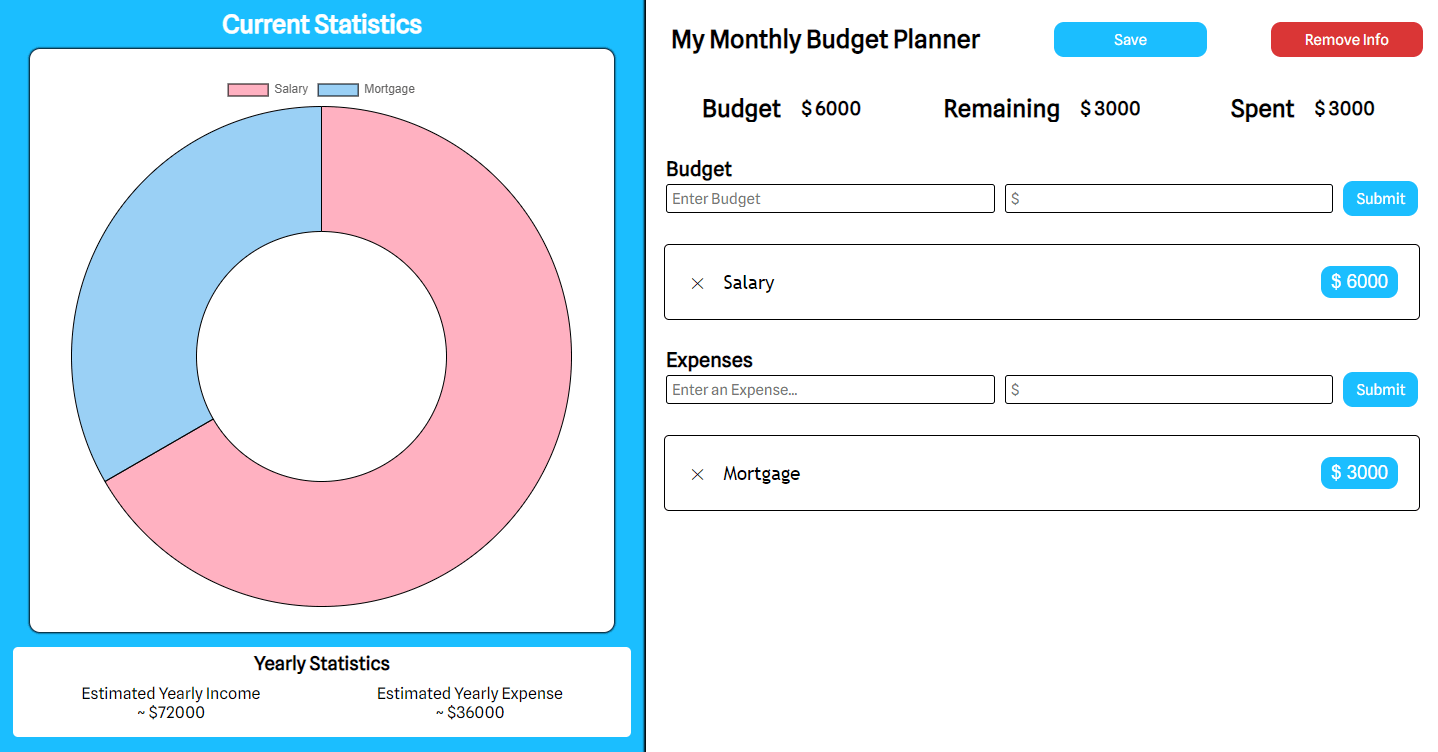 Current Statistics
Salary Mortgage
Yearly Statistics
Estimated Yearly Income Estimated Yearly Expense
~ $72000 ~ $36000
My Monthly Budget Planner Save Remove Info
Budget $ 6000 Remaining $ 3000 Spent $ 3000
Budget
Enter Budget $ Submit
Salary $ 6000
Expenses
Enter an Expense... $ Submit
Mortgage $ 3000